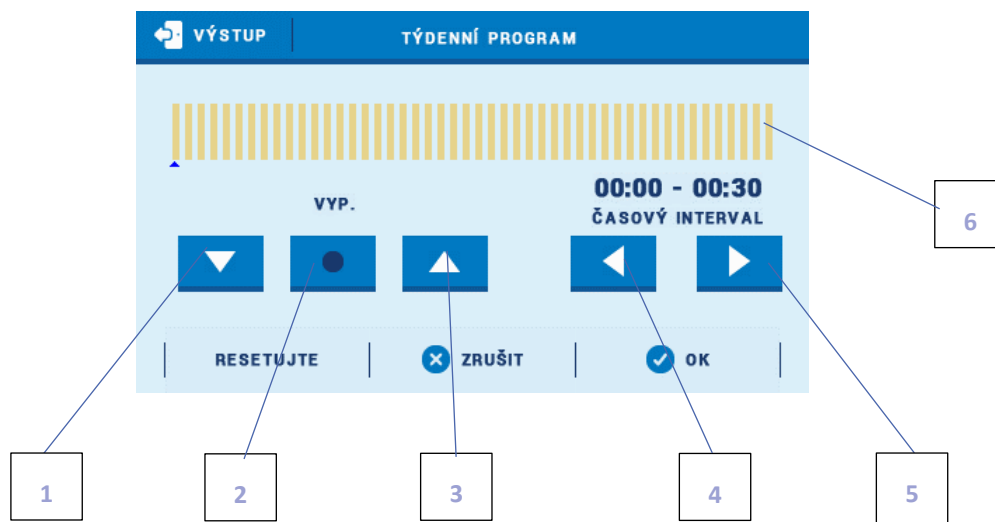 VÝSTUP
TÝDENNÍ PROGRAM
VYP.
00:00 - 00:30
ČASOVÝ INTERVAL
6
RESETUJTE
ZRUŠIT
OK
1
2
3
4
5